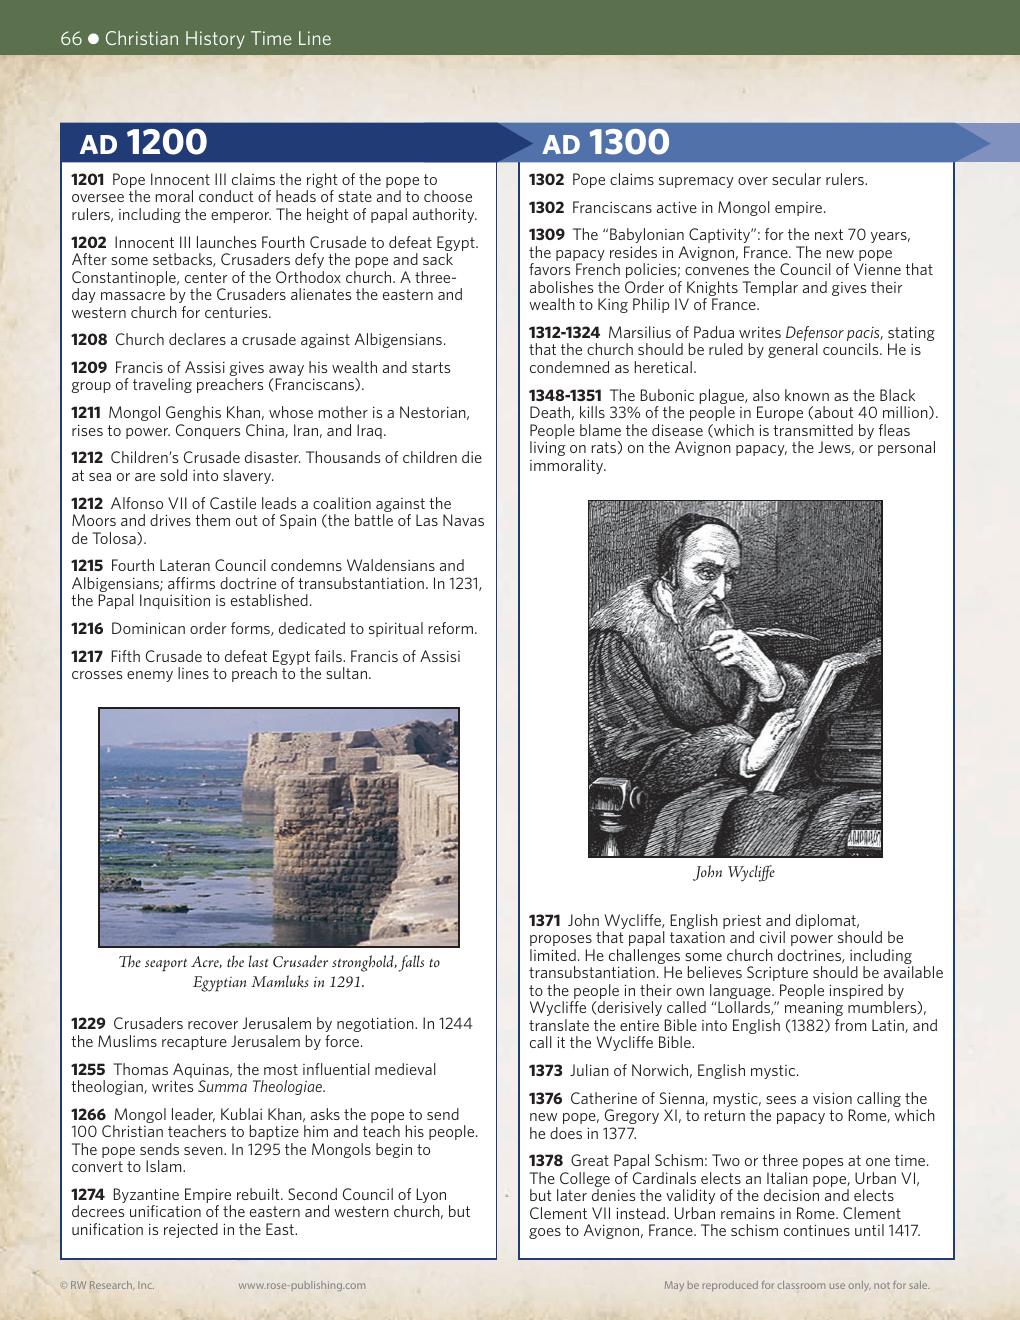 66 ● Christian History Time Line
AD 1200
1201 Pope Innocent III claims the right of the pope to
oversee the moral conduct of heads of state and to choose
rulers, including the emperor. The height of papal authority.
1202 Innocent III launches Fourth Crusade to defeat Egypt.
After some setbacks, Crusaders defy the pope and sack
Constantinople, center of the Orthodox church. A three-
day massacre by the Crusaders alienates the eastern and
western church for centuries.
1208 Church declares a crusade against Albigensians.
1209 Francis of Assisi gives away his wealth and starts
group of traveling preachers (Franciscans).
1211 Mongol Genghis Khan, whose mother is a Nestorian,
rises to power. Conquers China, Iran, and Iraq.
1212 Children’s Crusade disaster. Thousands of children die
at sea or are sold into slavery.
1212 Alfonso VII of Castile leads a coalition against the
Moors and drives them out of Spain (the battle of Las Navas
de Tolosa).
1215 Fourth Lateran Council condemns Waldensians and
Albigensians; affirms doctrine of transubstantiation. In 1231,
the Papal Inquisition is established.
1216 Dominican order forms, dedicated to spiritual reform.
1217 Fifth Crusade to defeat Egypt fails. Francis of Assisi
crosses enemy lines to preach to the sultan.
The seaport Acre, the last Crusader stronghold, falls to
Egyptian Mamluks in 1291.
1229 Crusaders recover Jerusalem by negotiation. In 1244
the Muslims recapture Jerusalem by force.
1255 Thomas Aquinas, the most influential medieval
theologian, writes Summa Theologiae.
1266 Mongol leader, Kublai Khan, asks the pope to send
100 Christian teachers to baptize him and teach his people.
The pope sends seven. In 1295 the Mongols begin to
convert to Islam.
1274 Byzantine Empire rebuilt. Second Council of Lyon
decrees unification of the eastern and western church, but
unification is rejected in the East.
AD 1300
1302 Pope claims supremacy over secular rulers.
1302 Franciscans active in Mongol empire.
1309 The “Babylonian Captivity”: for the next 70 years,
the papacy resides in Avignon, France. The new pope
favors French policies; convenes the Council of Vienne that
abolishes the Order of Knights Templar and gives their
wealth to King Philip IV of France.
1312-1324 Marsilius of Padua writes Defensor pacis, stating
that the church should be ruled by general councils. He is
condemned as heretical.
1348-1351 The Bubonic plague, also known as the Black
Death, kills 33% of the people in Europe (about 40 million).
People blame the disease (which is transmitted by fleas
living on rats) on the Avignon papacy, the Jews, or personal
immorality.
John Wycliffe
1371 John Wycliffe, English priest and diplomat,
proposes that papal taxation and civil power should be
limited. He challenges some church doctrines, including
transubstantiation. He believes Scripture should be available
to the people in their own language. People inspired by
Wycliffe (derisively called “Lollards,” meaning mumblers),
translate the entire Bible into English (1382) from Latin, and
call it the Wycliffe Bible.
1373 Julian of Norwich, English mystic.
1376 Catherine of Sienna, mystic, sees a vision calling the
new pope, Gregory XI, to return the papacy to Rome, which
he does in 1377.
1378 Great Papal Schism: Two or three popes at one time.
The College of Cardinals elects an Italian pope, Urban VI,
but later denies the validity of the decision and elects
Clement VII instead. Urban remains in Rome. Clement
goes to Avignon, France. The schism continues until 1417.
© RW Research, Inc. www.rose-publishing.com May be reproduced for classroom use only, not for sale.